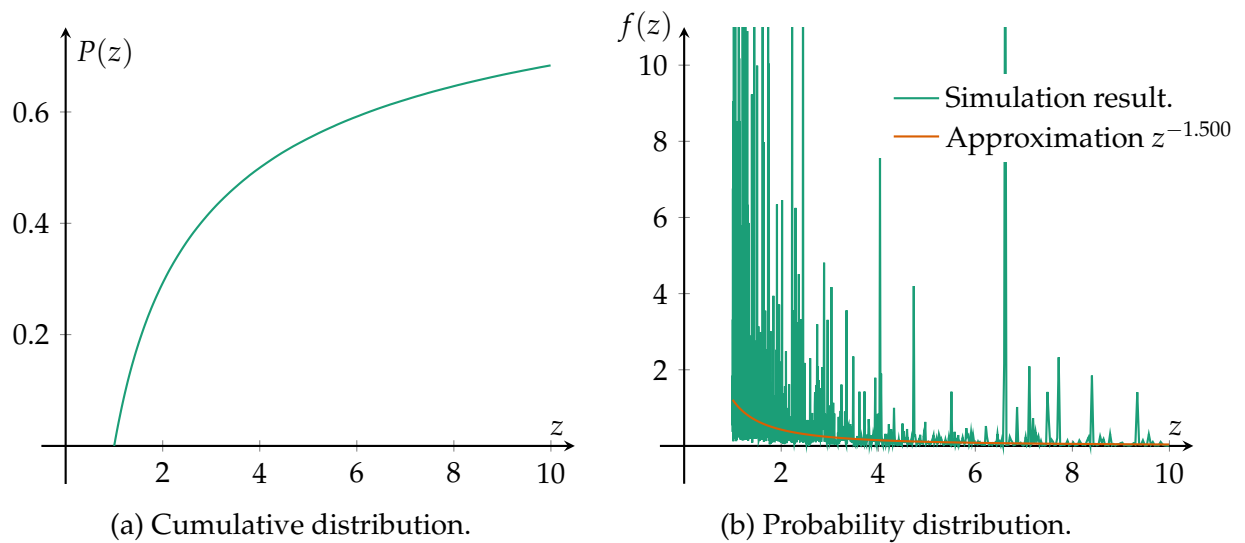 P(z)
0.6
0.4
0.2
z
2 4 6 8 10
(a) Cumulative distribution.
f(z)
10
8
6
4
2
Simulation result.
Approximation z^{-1.500}
z
2 4 6 8 10
(b) Probability distribution.